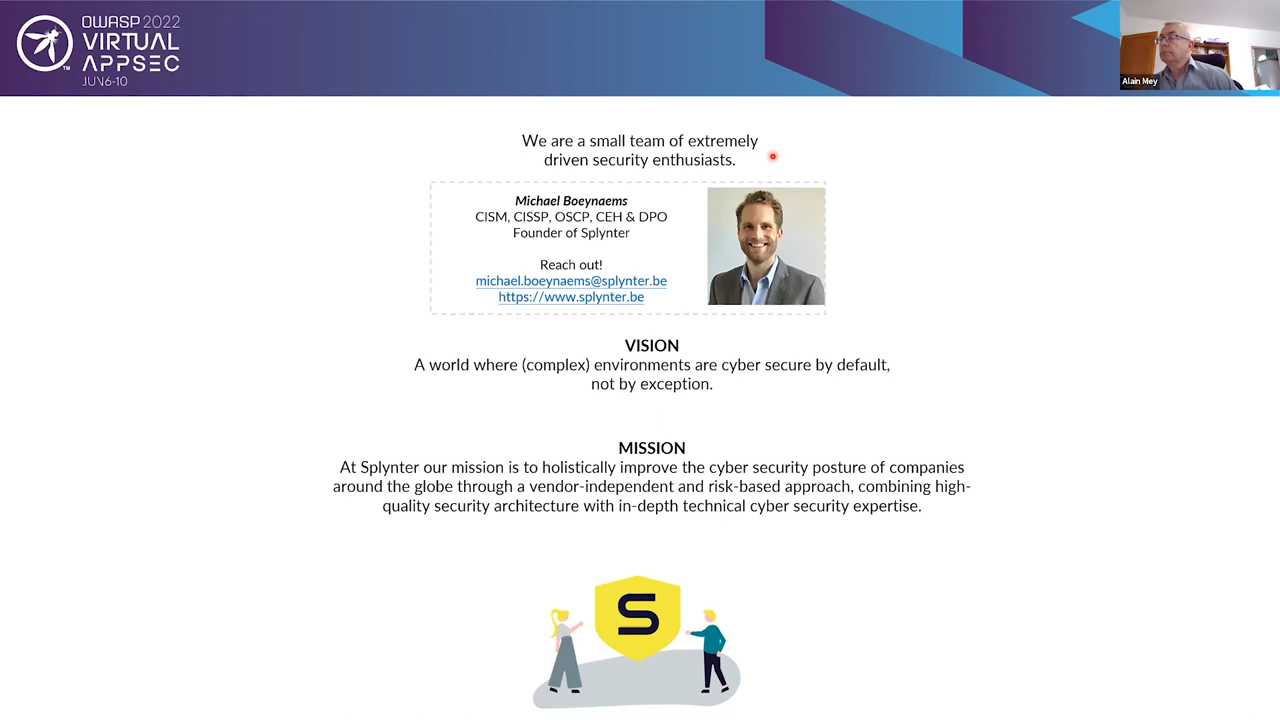 OWASP 2022
VIRTUAL
APPSEC
JUN6-10
TM
Alain Mey
We are a small team of extremely
driven security enthusiasts.
Michael Boeynaems
CISM, CISSP, OSCP, CEH & DPO
Founder of Splynter
Reach out!
michael.boeynaems@splynter.be
https://www.splynter.be
VISION
A world where (complex) environments are cyber secure by default,
not by exception.
MISSION
At Splynter our mission is to holistically improve the cyber security posture of companies
around the globe through a vendor-independent and risk-based approach, combining high-
quality security architecture with in-depth technical cyber security expertise.
S